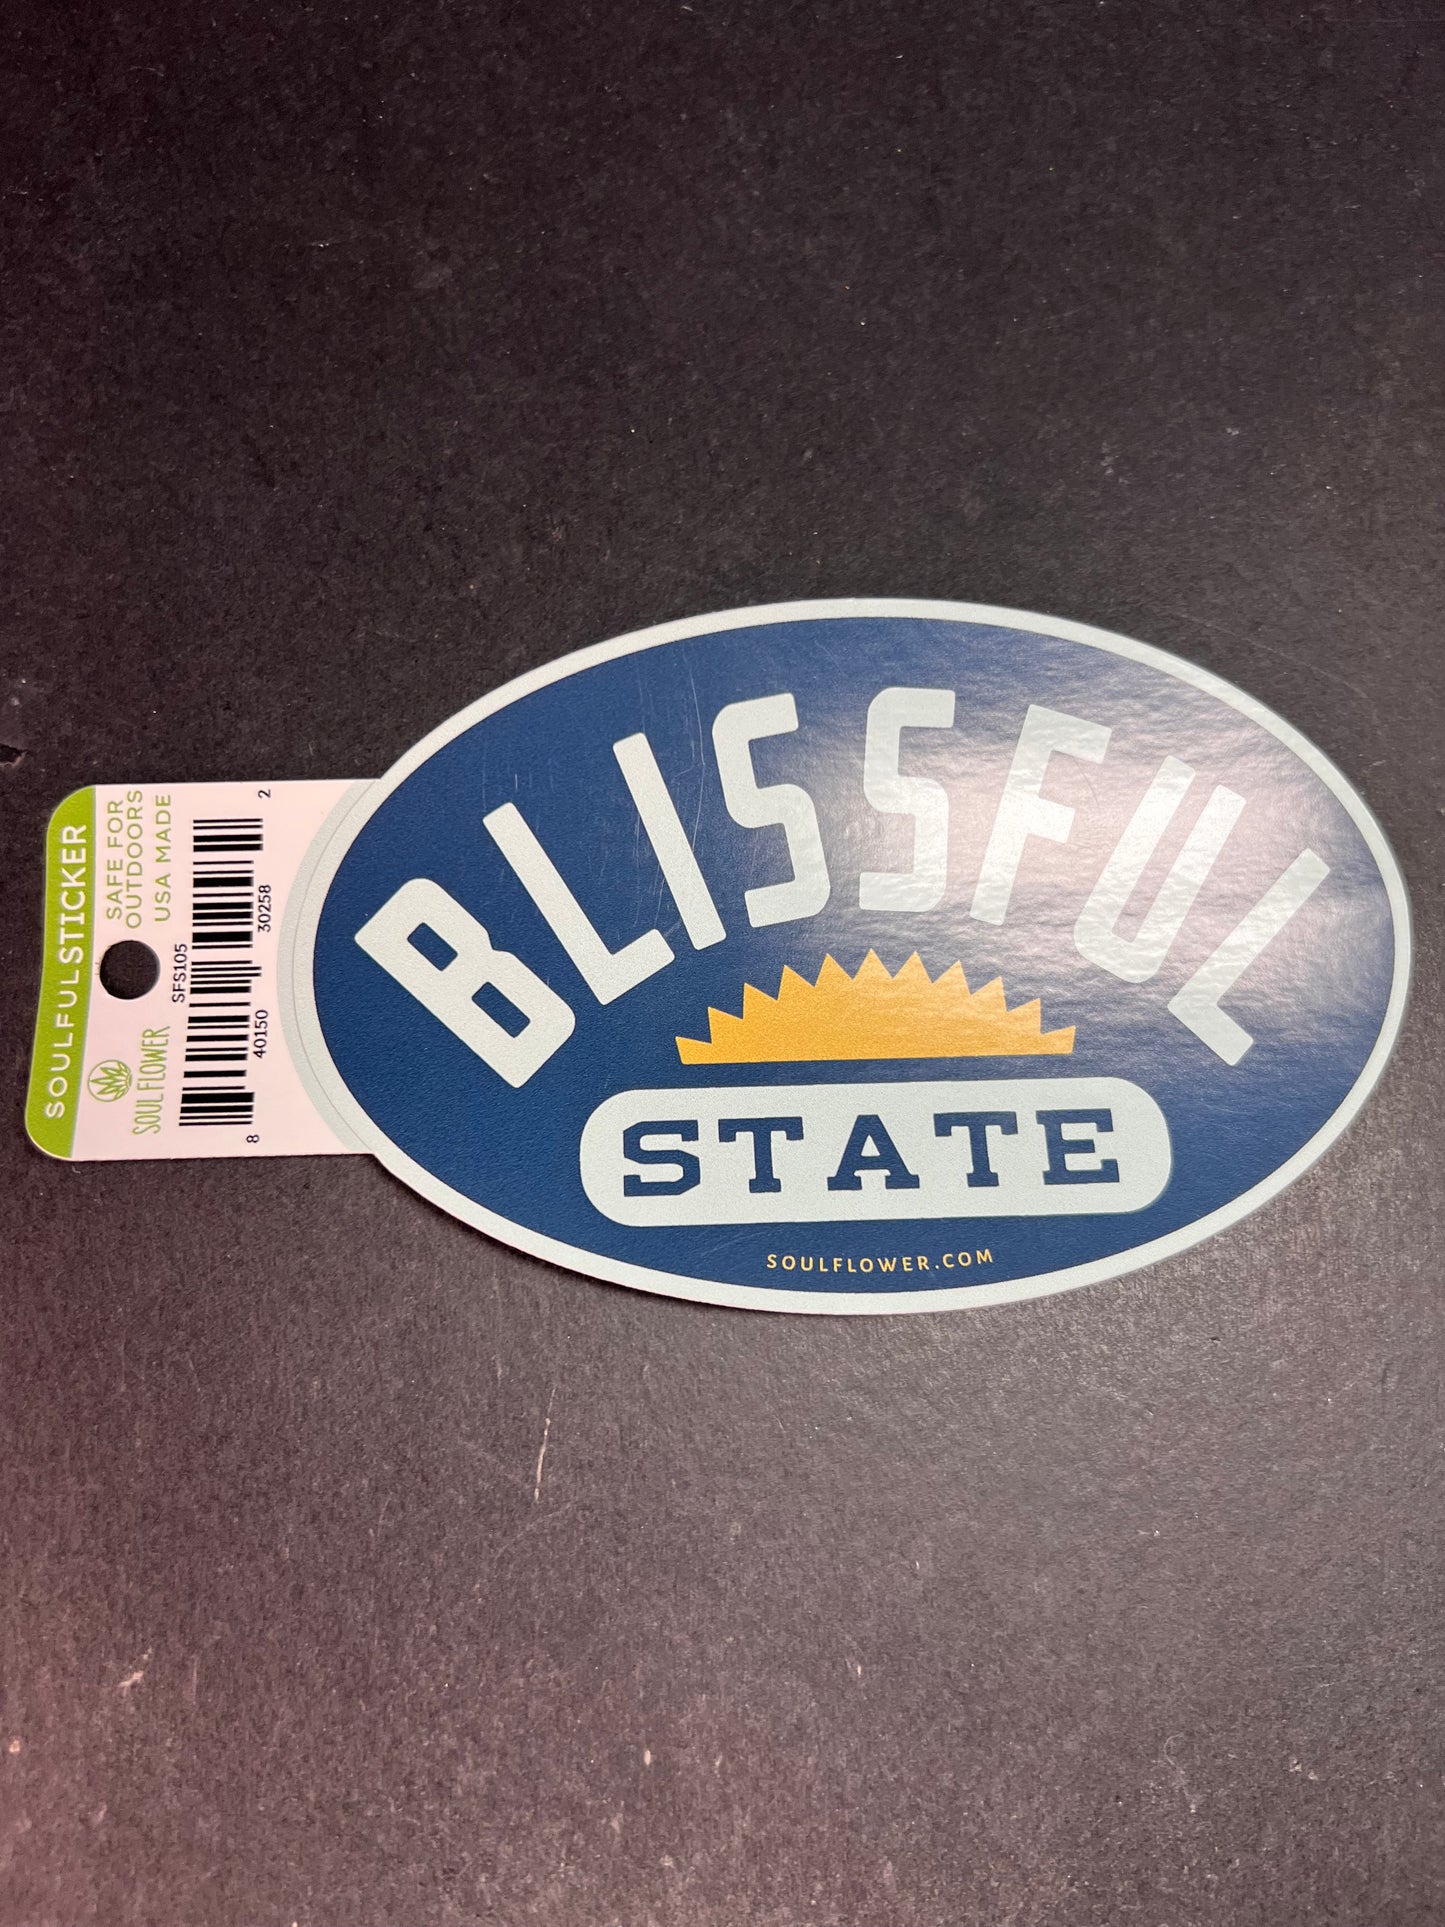 SOULFULSTICKER
SAFE FOR
OUTDOORS
USA MADE
SOUL FLOWER
SFS105
8 40150 30258 2
BLISSFUL
STATE
SOULFLOWER.COM